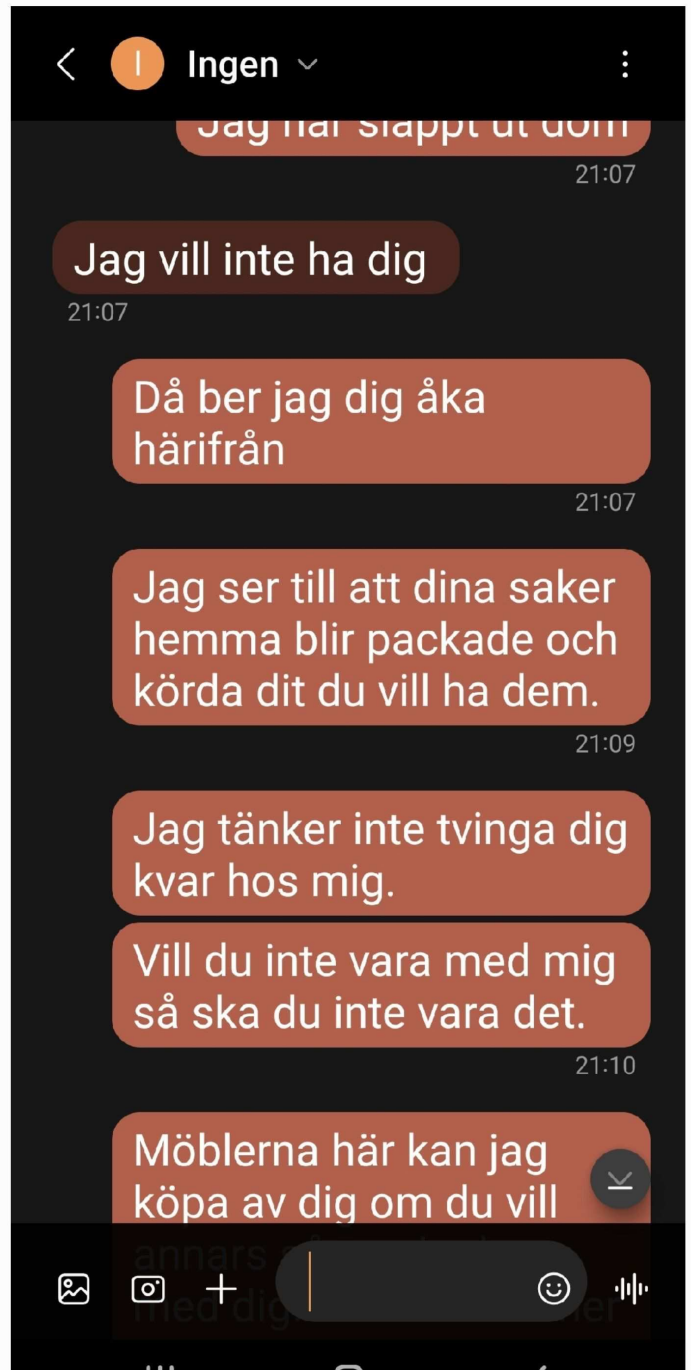 Ingen
Jag har släppt ut dom
21:07
Jag vill inte ha dig
21:07
Då ber jag dig åka
härifrån
21:07
Jag ser till att dina saker
hemma blir packade och
körda dit du vill ha dem.
21:09
Jag tänker inte tvinga dig
kvar hos mig.
Vill du inte vara med mig
så ska du inte vara det.
21:10
Möblerna här kan jag
köpa av dig om du vill
annars
med dig